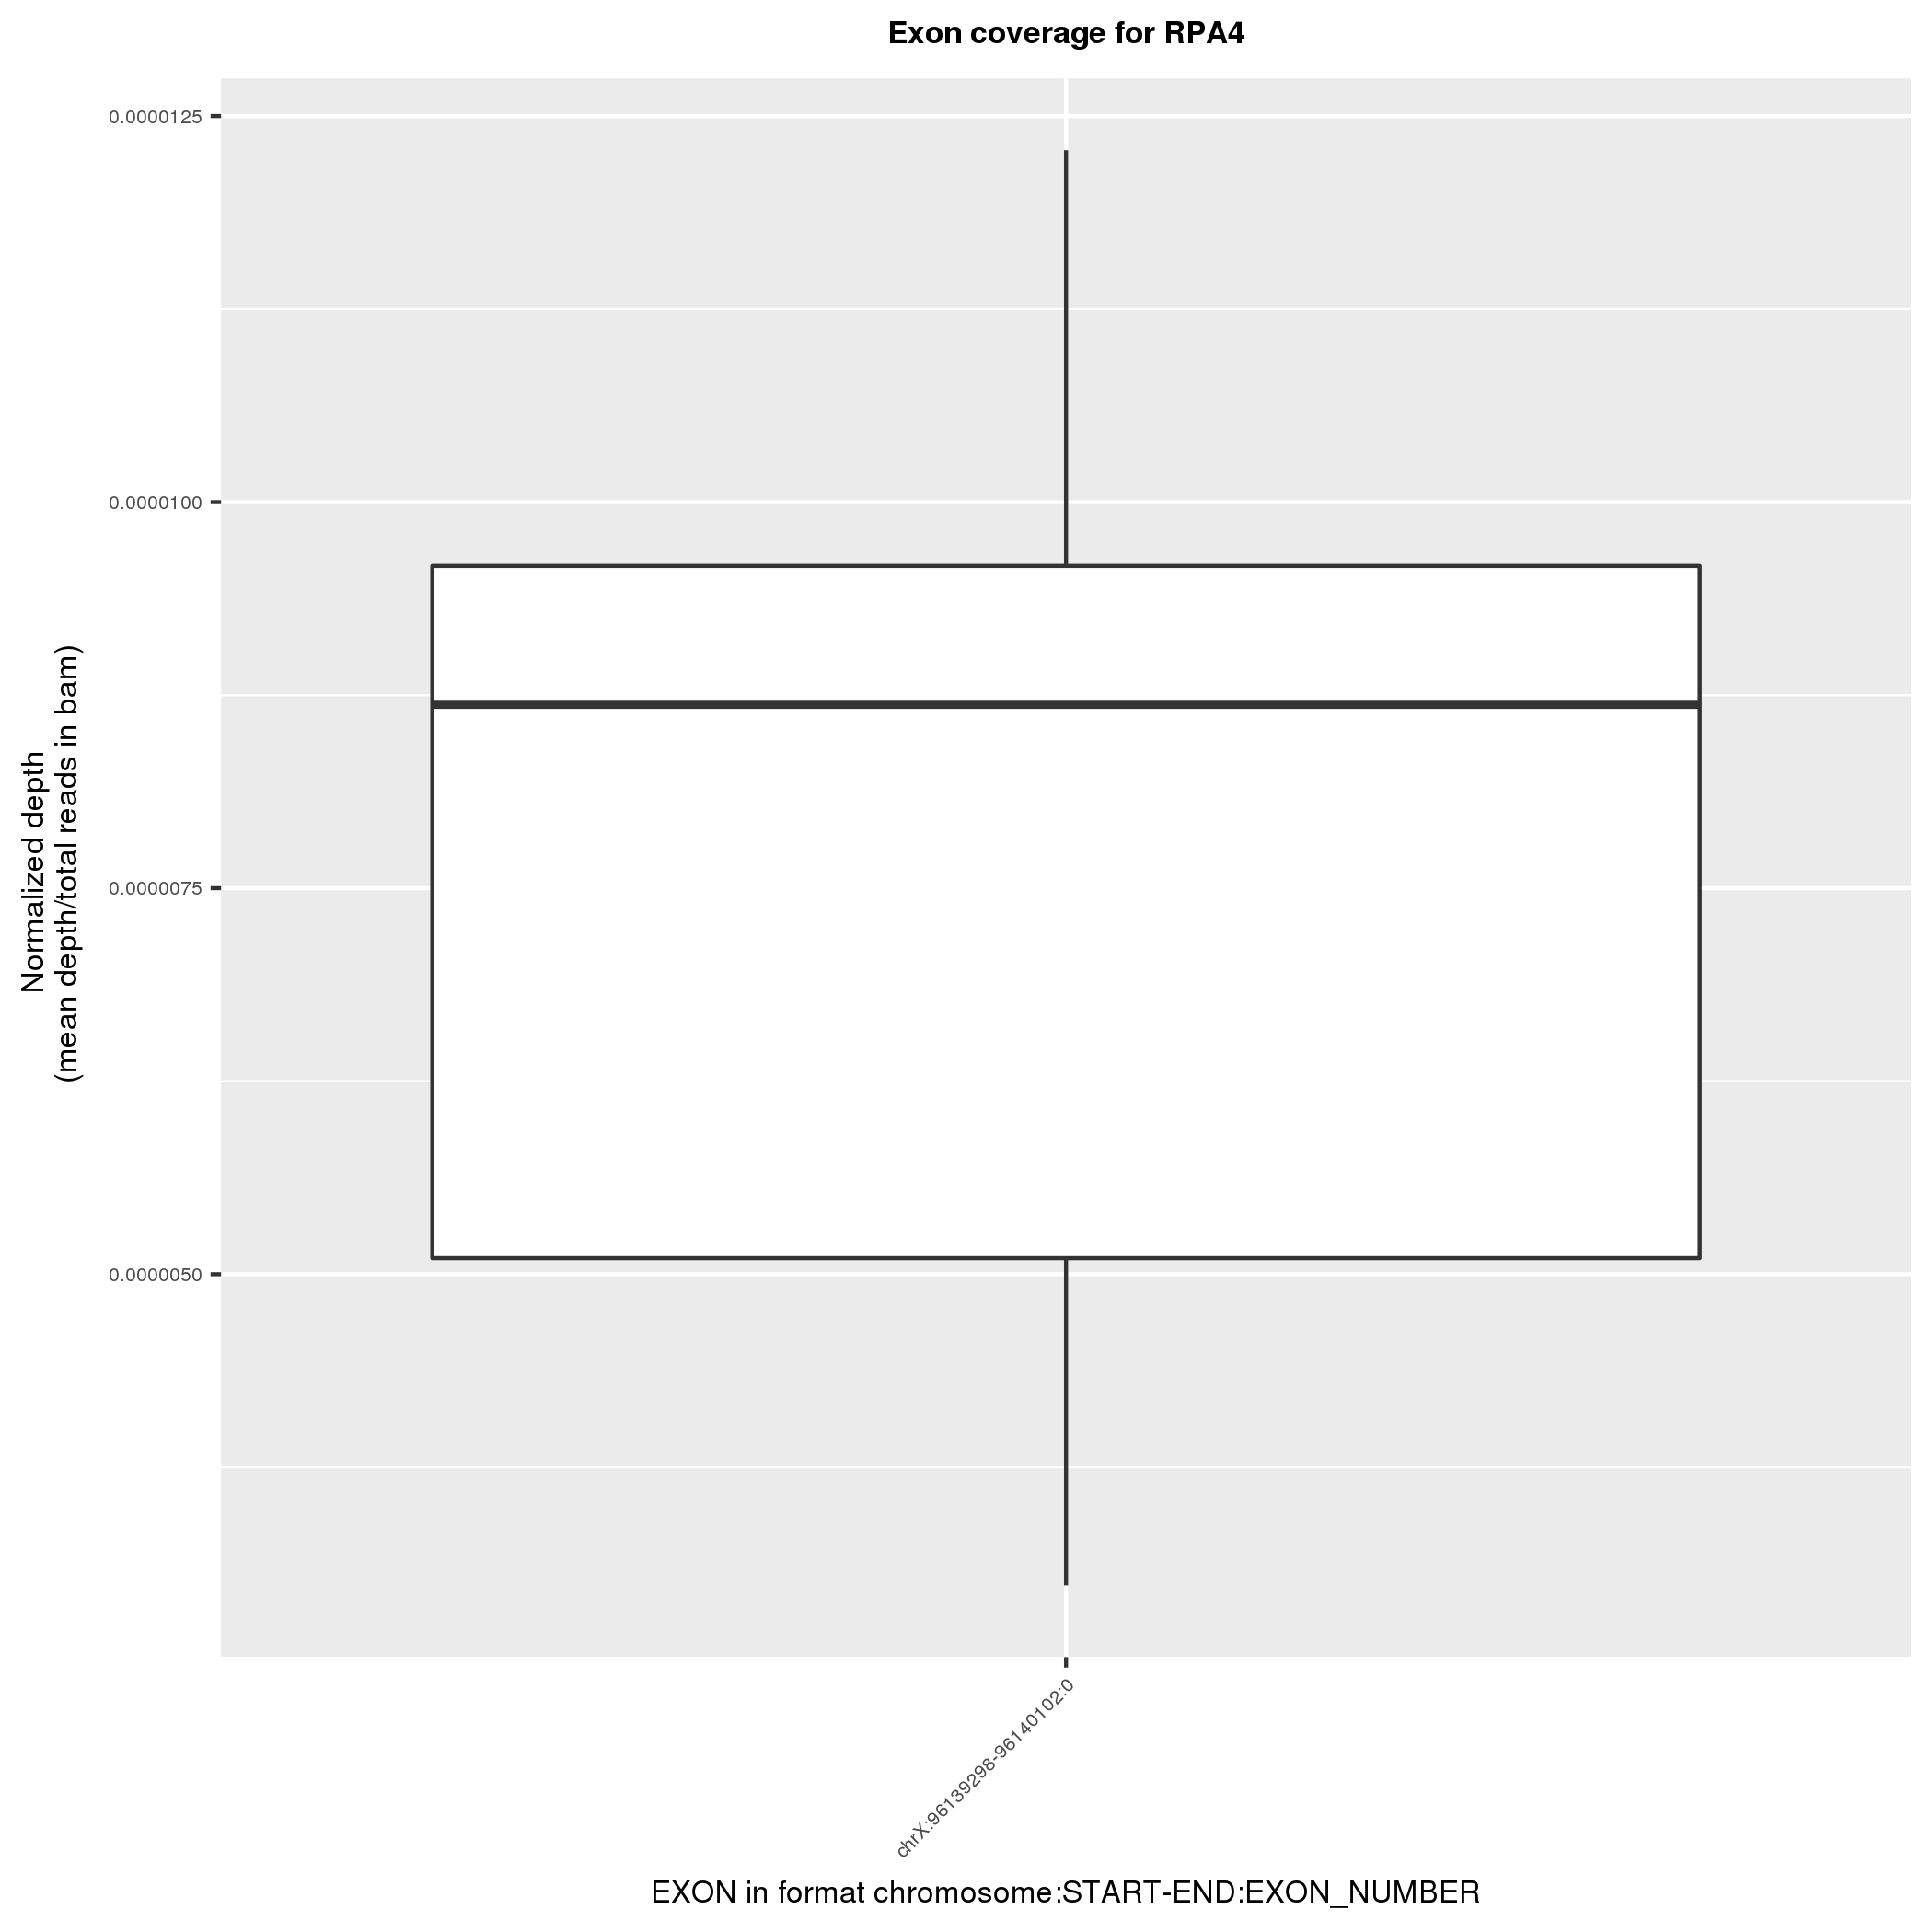 Exon coverage for RPA4
0.0000125
0.0000100
0.0000075
0.0000050
Normalized depth
(mean depth/total reads in bam)
chrX:96139298-96140102:0
EXON in format chromosome:START-END:EXON_NUMBER